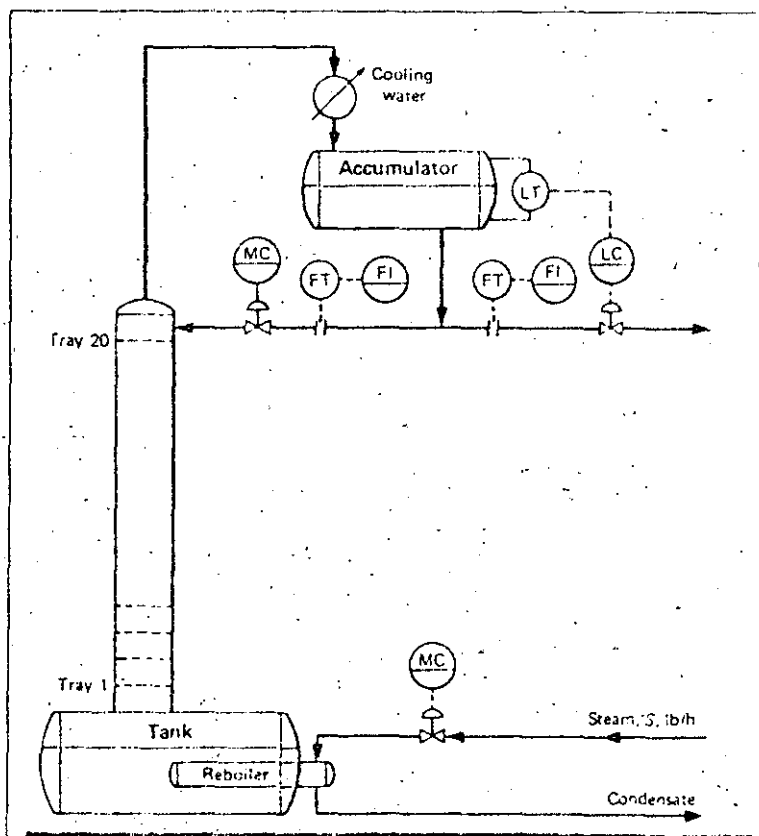 Cooling
water
Accumulator
LT
MC
FT
FI
FT
FI
LC
Tray 20
MC
Tray 1
Steam, S, lb/h
Tank
Reboiler
Condensate